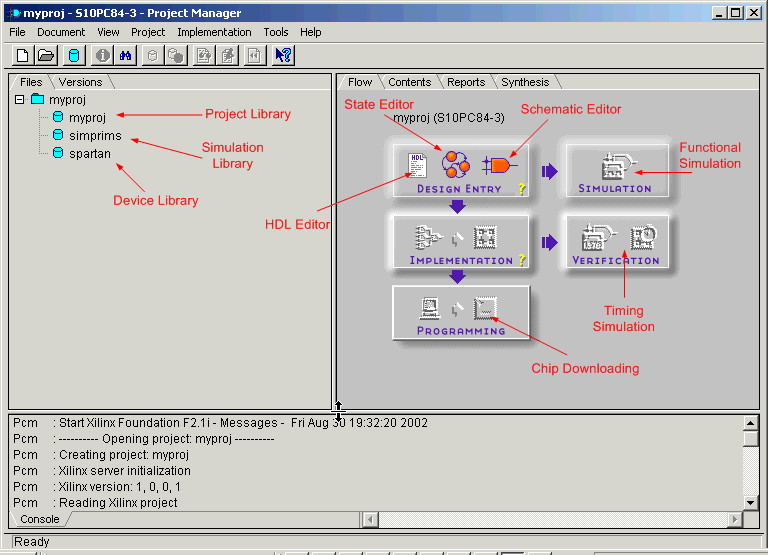 myproj - S10PC84-3 - Project Manager
File Document View Project Implementation Tools Help
Files Versions
myproj
myproj
simprims
spartan
Project Library
Simulation
Library
Device Library
Flow Contents Reports Synthesis
State Editor
myproj (S10PC84-3)
Schematic Editor
HDL
DESIGN ENTRY ?
SIMULATION
Functional
Simulation
HDL Editor
IMPLEMENTATION ?
VERIFICATION
Timing
Simulation
PROGRAMMING
Chip Downloading
Pcm : Start Xilinx Foundation F2.1i - Messages - Fri Aug 30 19:32:20 2002
Pcm : ---------- Opening project: myproj ----------
Pcm : Creating project: myproj
Pcm : Xilinx server initialization
Pcm : Xilinx version: 1, 0, 0, 1
Pcm : Reading Xilinx project
Console
Ready